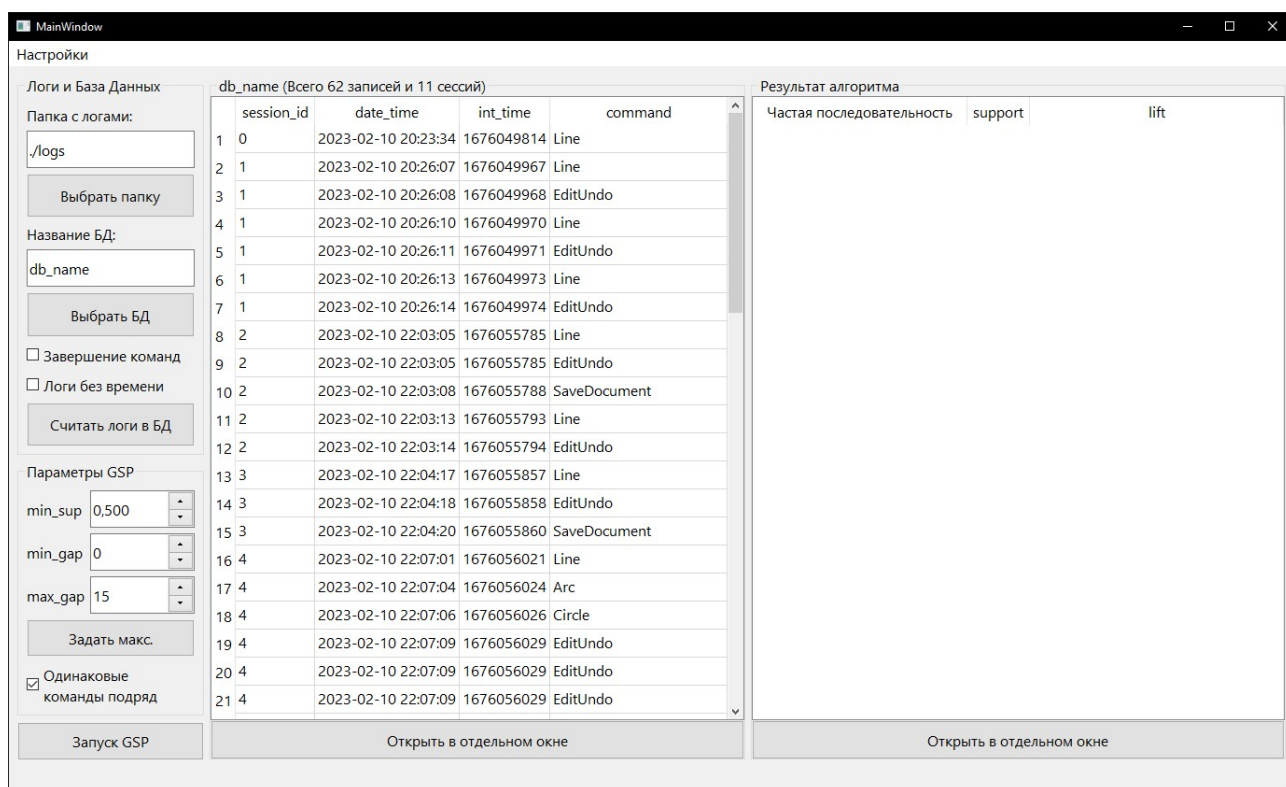 MainWindow
Настройки
Логи и База Данных
Папка с логами:
./logs
Выбрать папку
Название БД:
db_name
Выбрать БД
Завершение команд
Логи без времени
Считать логи в БД
Параметры GSP
min_sup 0,500
min_gap 0
max_gap 15
Задать макс.
Одинаковые
команды подряд
Запуск GSP
db_name (Всего 62 записей и 11 сессий)
session_id date_time int_time command
1 0 2023-02-10 20:23:34 1676049814 Line
2 1 2023-02-10 20:26:07 1676049967 Line
3 1 2023-02-10 20:26:08 1676049968 EditUndo
4 1 2023-02-10 20:26:10 1676049970 Line
5 1 2023-02-10 20:26:11 1676049971 EditUndo
6 1 2023-02-10 20:26:13 1676049973 Line
7 1 2023-02-10 20:26:14 1676049974 EditUndo
8 2 2023-02-10 22:03:05 1676055785 Line
9 2 2023-02-10 22:03:05 1676055785 EditUndo
10 2 2023-02-10 22:03:08 1676055788 SaveDocument
11 2 2023-02-10 22:03:13 1676055793 Line
12 2 2023-02-10 22:03:14 1676055794 EditUndo
13 3 2023-02-10 22:04:17 1676055857 Line
14 3 2023-02-10 22:04:18 1676055858 EditUndo
15 3 2023-02-10 22:04:20 1676055860 SaveDocument
16 4 2023-02-10 22:07:01 1676056021 Line
17 4 2023-02-10 22:07:04 1676056024 Arc
18 4 2023-02-10 22:07:06 1676056026 Circle
19 4 2023-02-10 22:07:09 1676056029 EditUndo
20 4 2023-02-10 22:07:09 1676056029 EditUndo
21 4 2023-02-10 22:07:09 1676056029 EditUndo
Открыть в отдельном окне
Результат алгоритма
Частая последовательность support lift
Открыть в отдельном окне